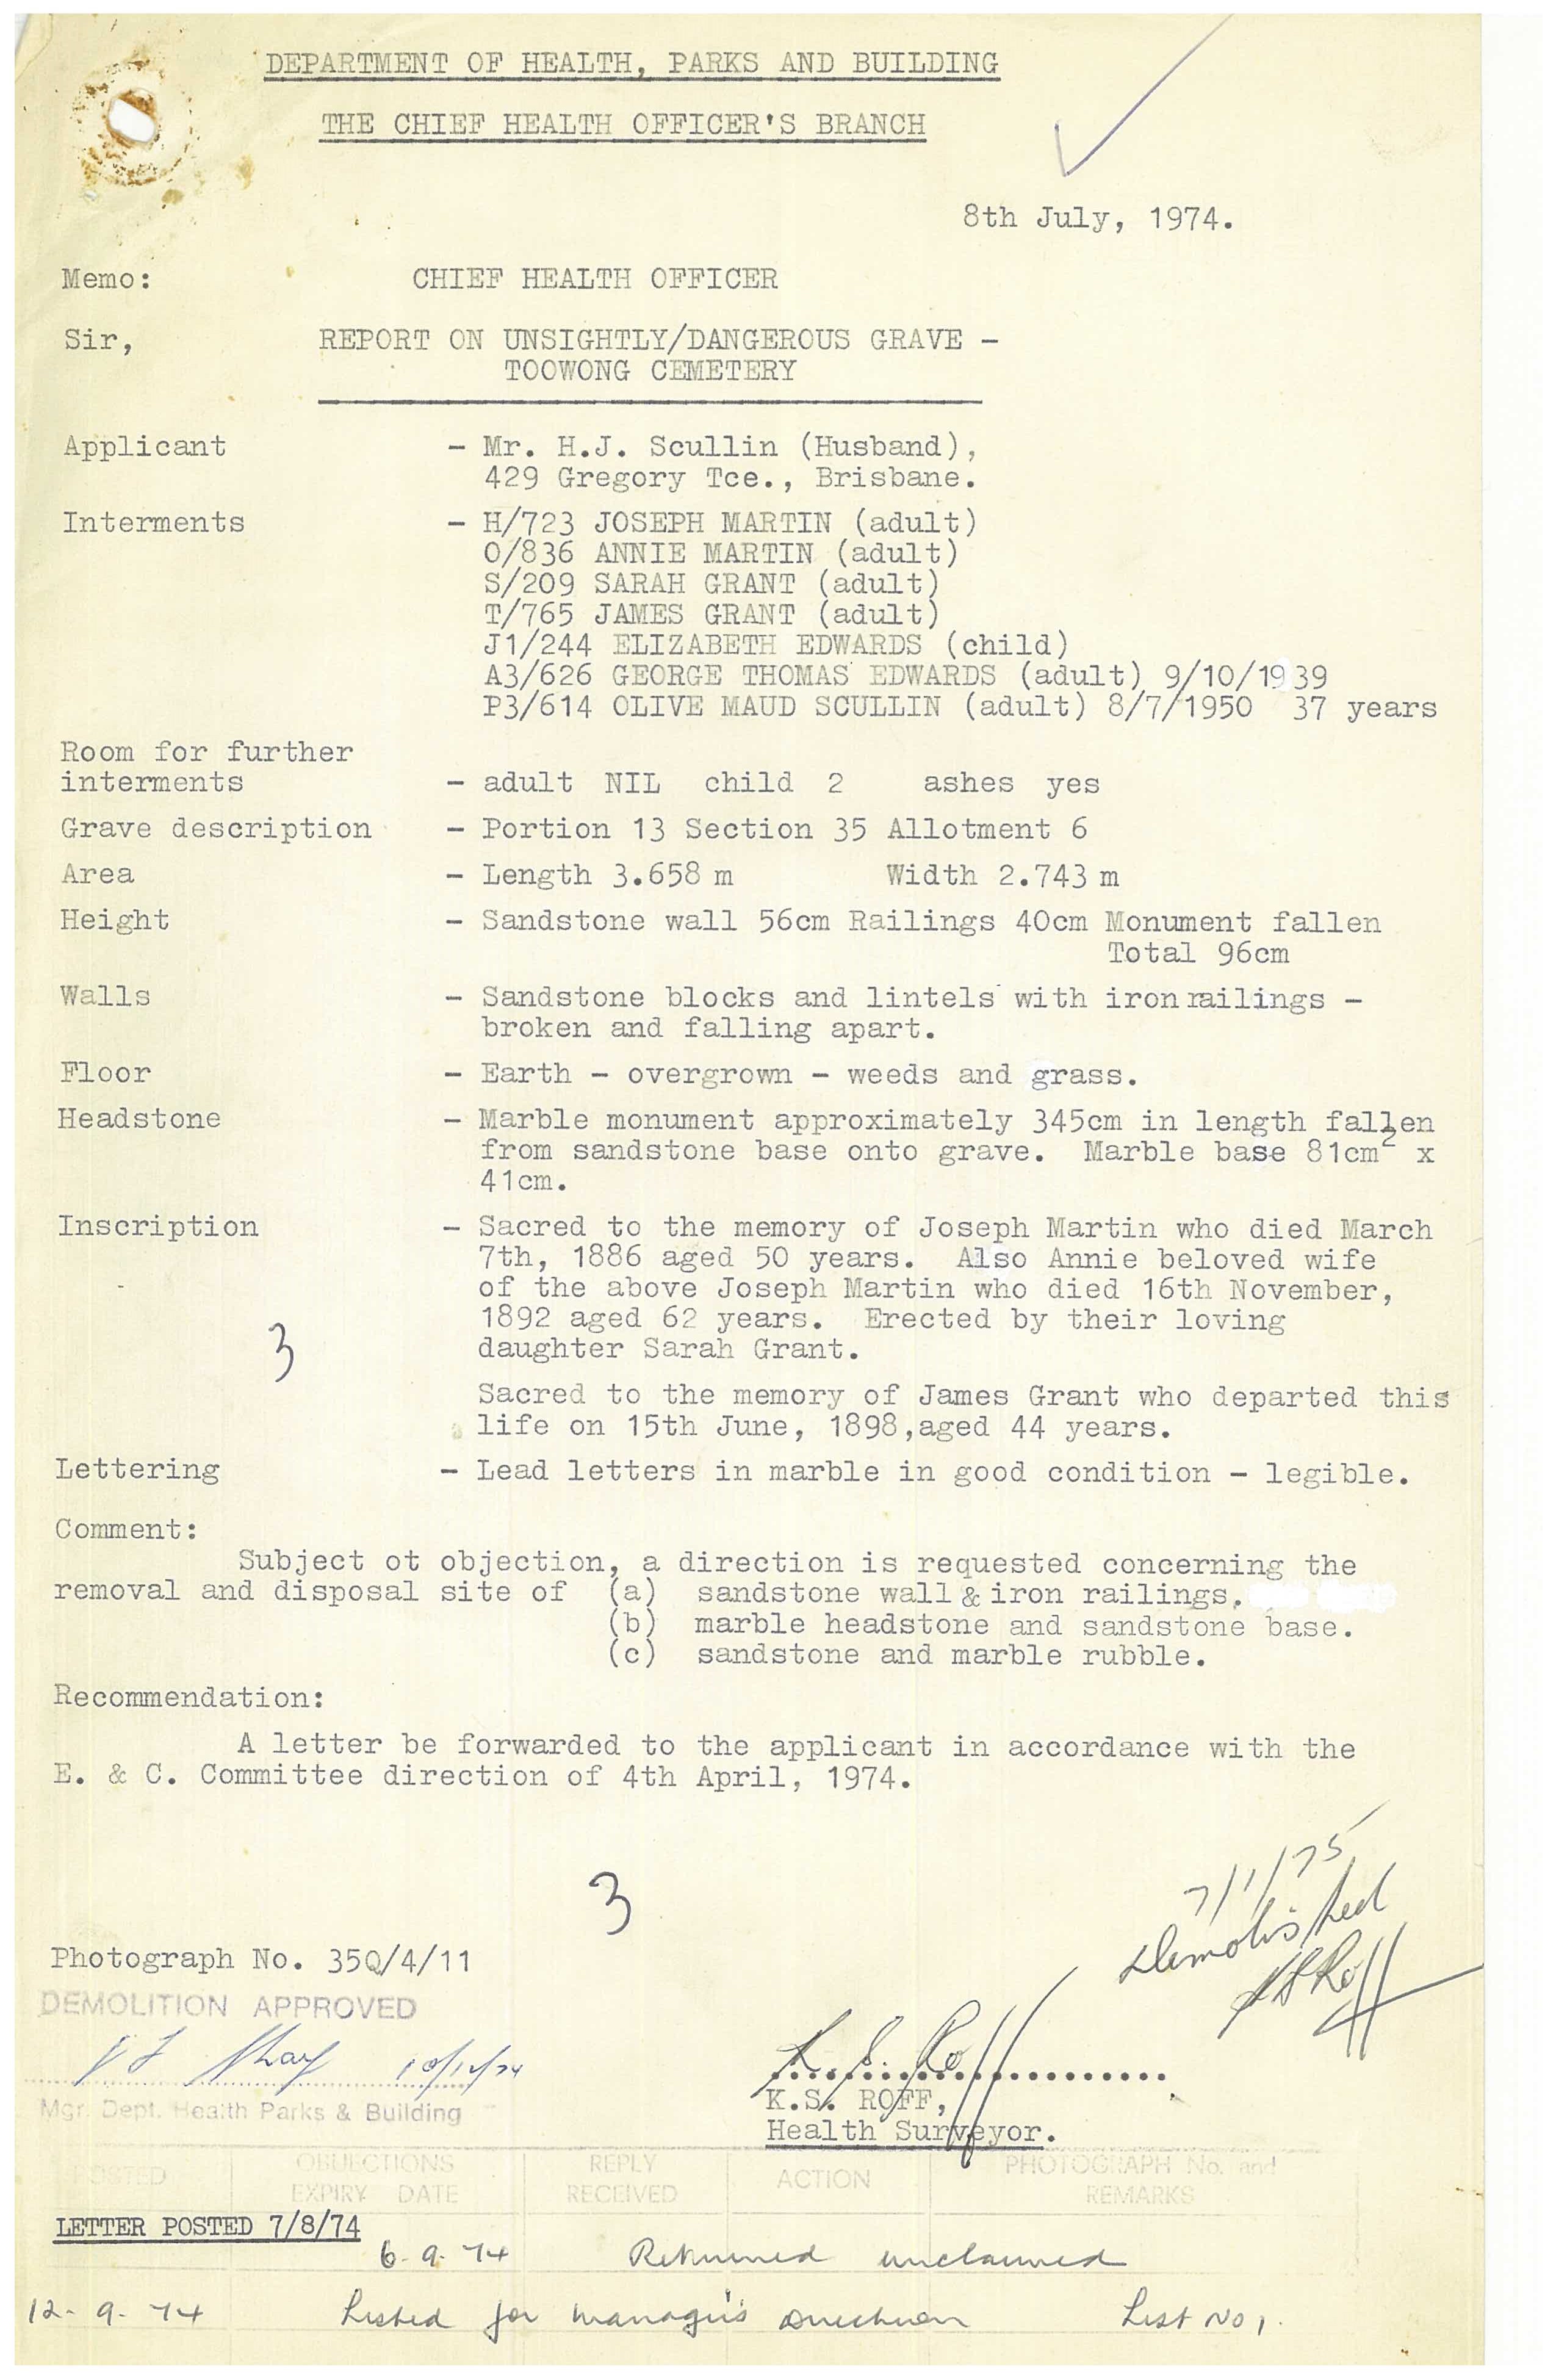 DEPARTMENT OF HEALTH, PARKS AND BUILDING
THE CHIEF HEALTH OFFICER'S BRANCH
8th July, 1974.
Memo: CHIEF HEALTH OFFICER
Sir, REPORT ON UNSIGHTLY/DANGEROUS GRAVE -
TOOWONG CEMETERY
Applicant - Mr. H.J. Scullin (Husband),
429 Gregory Tce., Brisbane.
Interments - H/723 JOSEPH MARTIN (adult)
O/836 ANNIE MARTIN (adult)
S/209 SARAH GRANT (adult)
T/765 JAMES GRANT (adult)
J1/244 ELIZABETH EDWARDS (child)
A3/626 GEORGE THOMAS EDWARDS (adult) 9/10/1939
P3/614 OLIVE MAUD SCULLIN (adult) 8/7/1950 37 years
Room for further
interments - adult NIL child 2 ashes yes
Grave description - Portion 13 Section 35 Allotment 6
Area - Length 3.658 m Width 2.743 m
Height - Sandstone wall 56cm Railings 40cm Monument fallen
Total 96cm
Walls - Sandstone blocks and lintels with iron railings -
broken and falling apart.
Floor - Earth - overgrown - weeds and grass.
Headstone - Marble monument approximately 345cm in length fallen
from sandstone base onto grave. Marble base 81cm² x
41cm.
Inscription - Sacred to the memory of Joseph Martin who died March
7th, 1886 aged 50 years. Also Annie beloved wife
of the above Joseph Martin who died 16th November,
1892 aged 62 years. Erected by their loving
daughter Sarah Grant.
3
Sacred to the memory of James Grant who departed this
life on 15th June, 1898,aged 44 years.
Lettering - Lead letters in marble in good condition - legible.
Comment:
Subject ot objection, a direction is requested concerning the
removal and disposal site of (a) sandstone wall & iron railings.
(b) marble headstone and sandstone base.
(c) sandstone and marble rubble.
Recommendation:
A letter be forwarded to the applicant in accordance with the
E. & C. Committee direction of 4th April, 1974.
3
7/1/75
Demolished
KSRoff
Photograph No. 35Q/4/11
DEMOLITION APPROVED
10/12/74
Mgr. Dept. Health Parks & Building
K. S. Roff
K.S. ROFF,
Health Surveyor.
POSTED OBJECTIONS EXPIRY DATE REPLY RECEIVED ACTION PHOTOGRAPH No. and REMARKS
LETTER POSTED 7/8/74
6-9-74 Returned unclaimed
12-9-74 Listed for manager's direction List No 1.